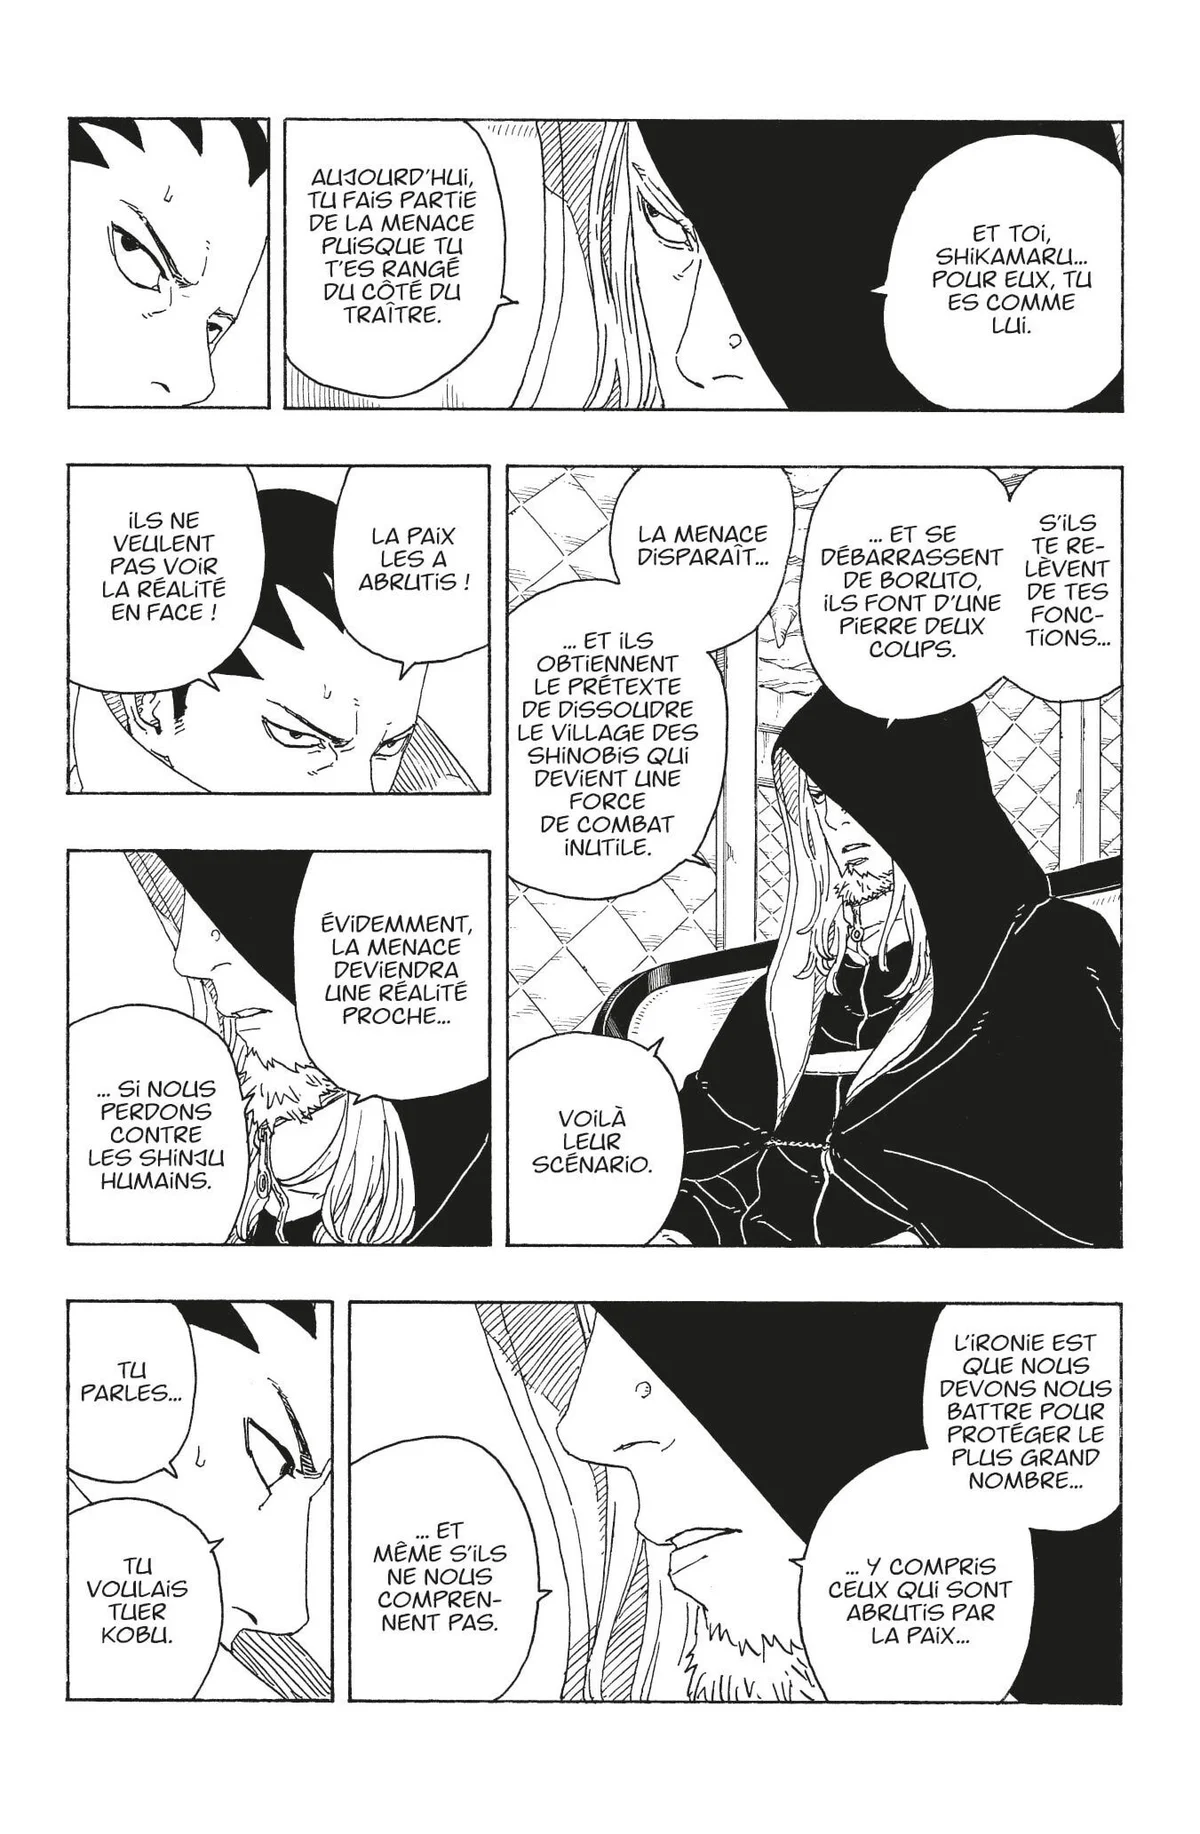 ET TOI,
SHIKAMARU...
POUR EUX, TU
ES COMME
LUI.
AUJOURD'HUI,
TU FAIS PARTIE
DE LA MENACE
PUISQUE TU
T'ES RANGÉ
DU CÔTÉ DU
TRAÎTRE.
S'ILS
TE RE-
LÈVENT
DE TES
FONC-
TIONS...
... ET SE
DÉBARRASSENT
DE BORUTO,
ILS FONT D'UNE
PIERRE DEUX
COUPS.
LA MENACE
DISPARAÎT...
... ET ILS
OBTIENNENT
LE PRÉTEXTE
DE DISSOUDRE
LE VILLAGE DES
SHINOBIS QUI
DEVIENT UNE
FORCE
DE COMBAT
INUTILE.
VOILÀ
LEUR
SCÉNARIO.
LA PAIX
LES A
ABRUTIS !
ILS NE
VEULENT
PAS VOIR
LA RÉALITÉ
EN FACE !
ÉVIDEMMENT,
LA MENACE
DEVIENDRA
UNE RÉALITÉ
PROCHE...
... SI NOUS
PERDONS
CONTRE
LES SHINJU
HUMAINS.
L'IRONIE EST
QUE NOUS
DEVONS NOUS
BATTRE POUR
PROTÉGER LE
PLUS GRAND
NOMBRE...
... Y COMPRIS
CEUX QUI SONT
ABRUTIS PAR
LA PAIX...
... ET
MÊME S'ILS
NE NOUS
COMPREN-
NENT PAS.
TU
PARLES...
TU
VOULAIS
TUER
KOBU.